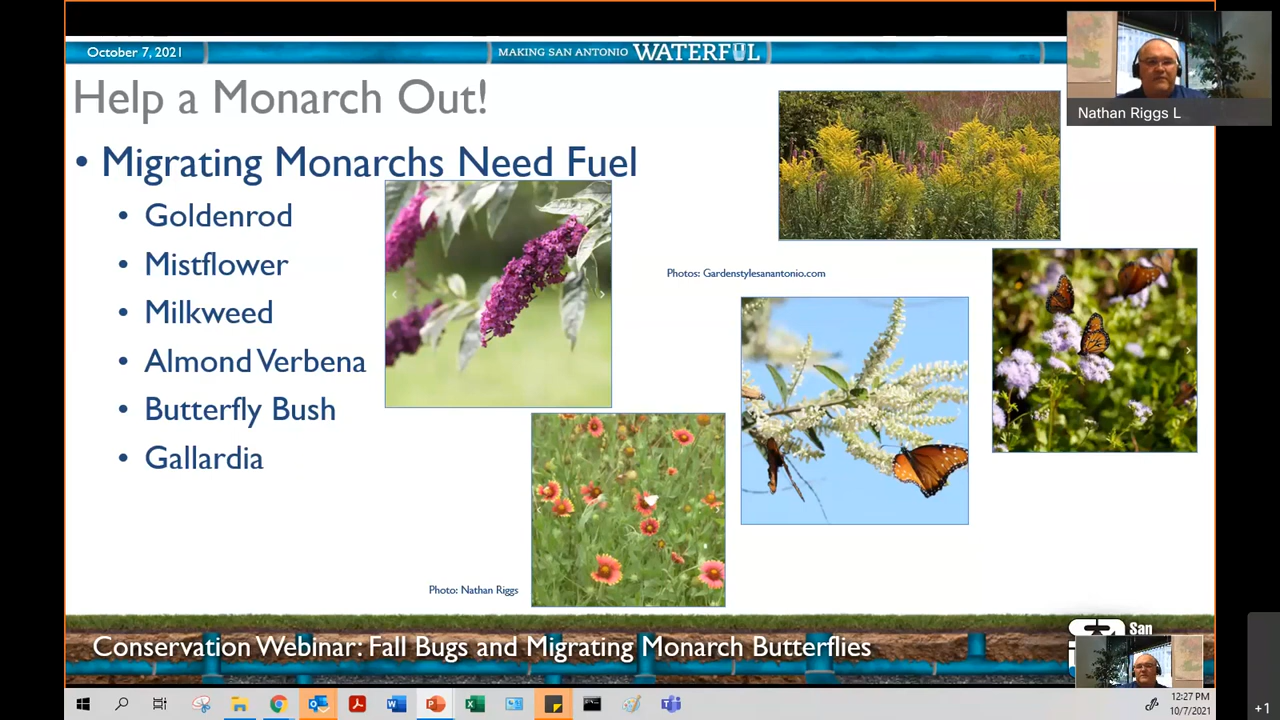 October 7, 2021
MAKING SAN ANTONIO WATERFUL
Nathan Riggs L
Help a Monarch Out!
• Migrating Monarchs Need Fuel
• Goldenrod
• Mistflower
• Milkweed
• Almond Verbena
• Butterfly Bush
• Gallardia
Photos: Gardenstylesanantonio.com
Photo: Nathan Riggs
Conservation Webinar: Fall Bugs and Migrating Monarch Butterflies
San
12:27 PM
10/7/2021
+1